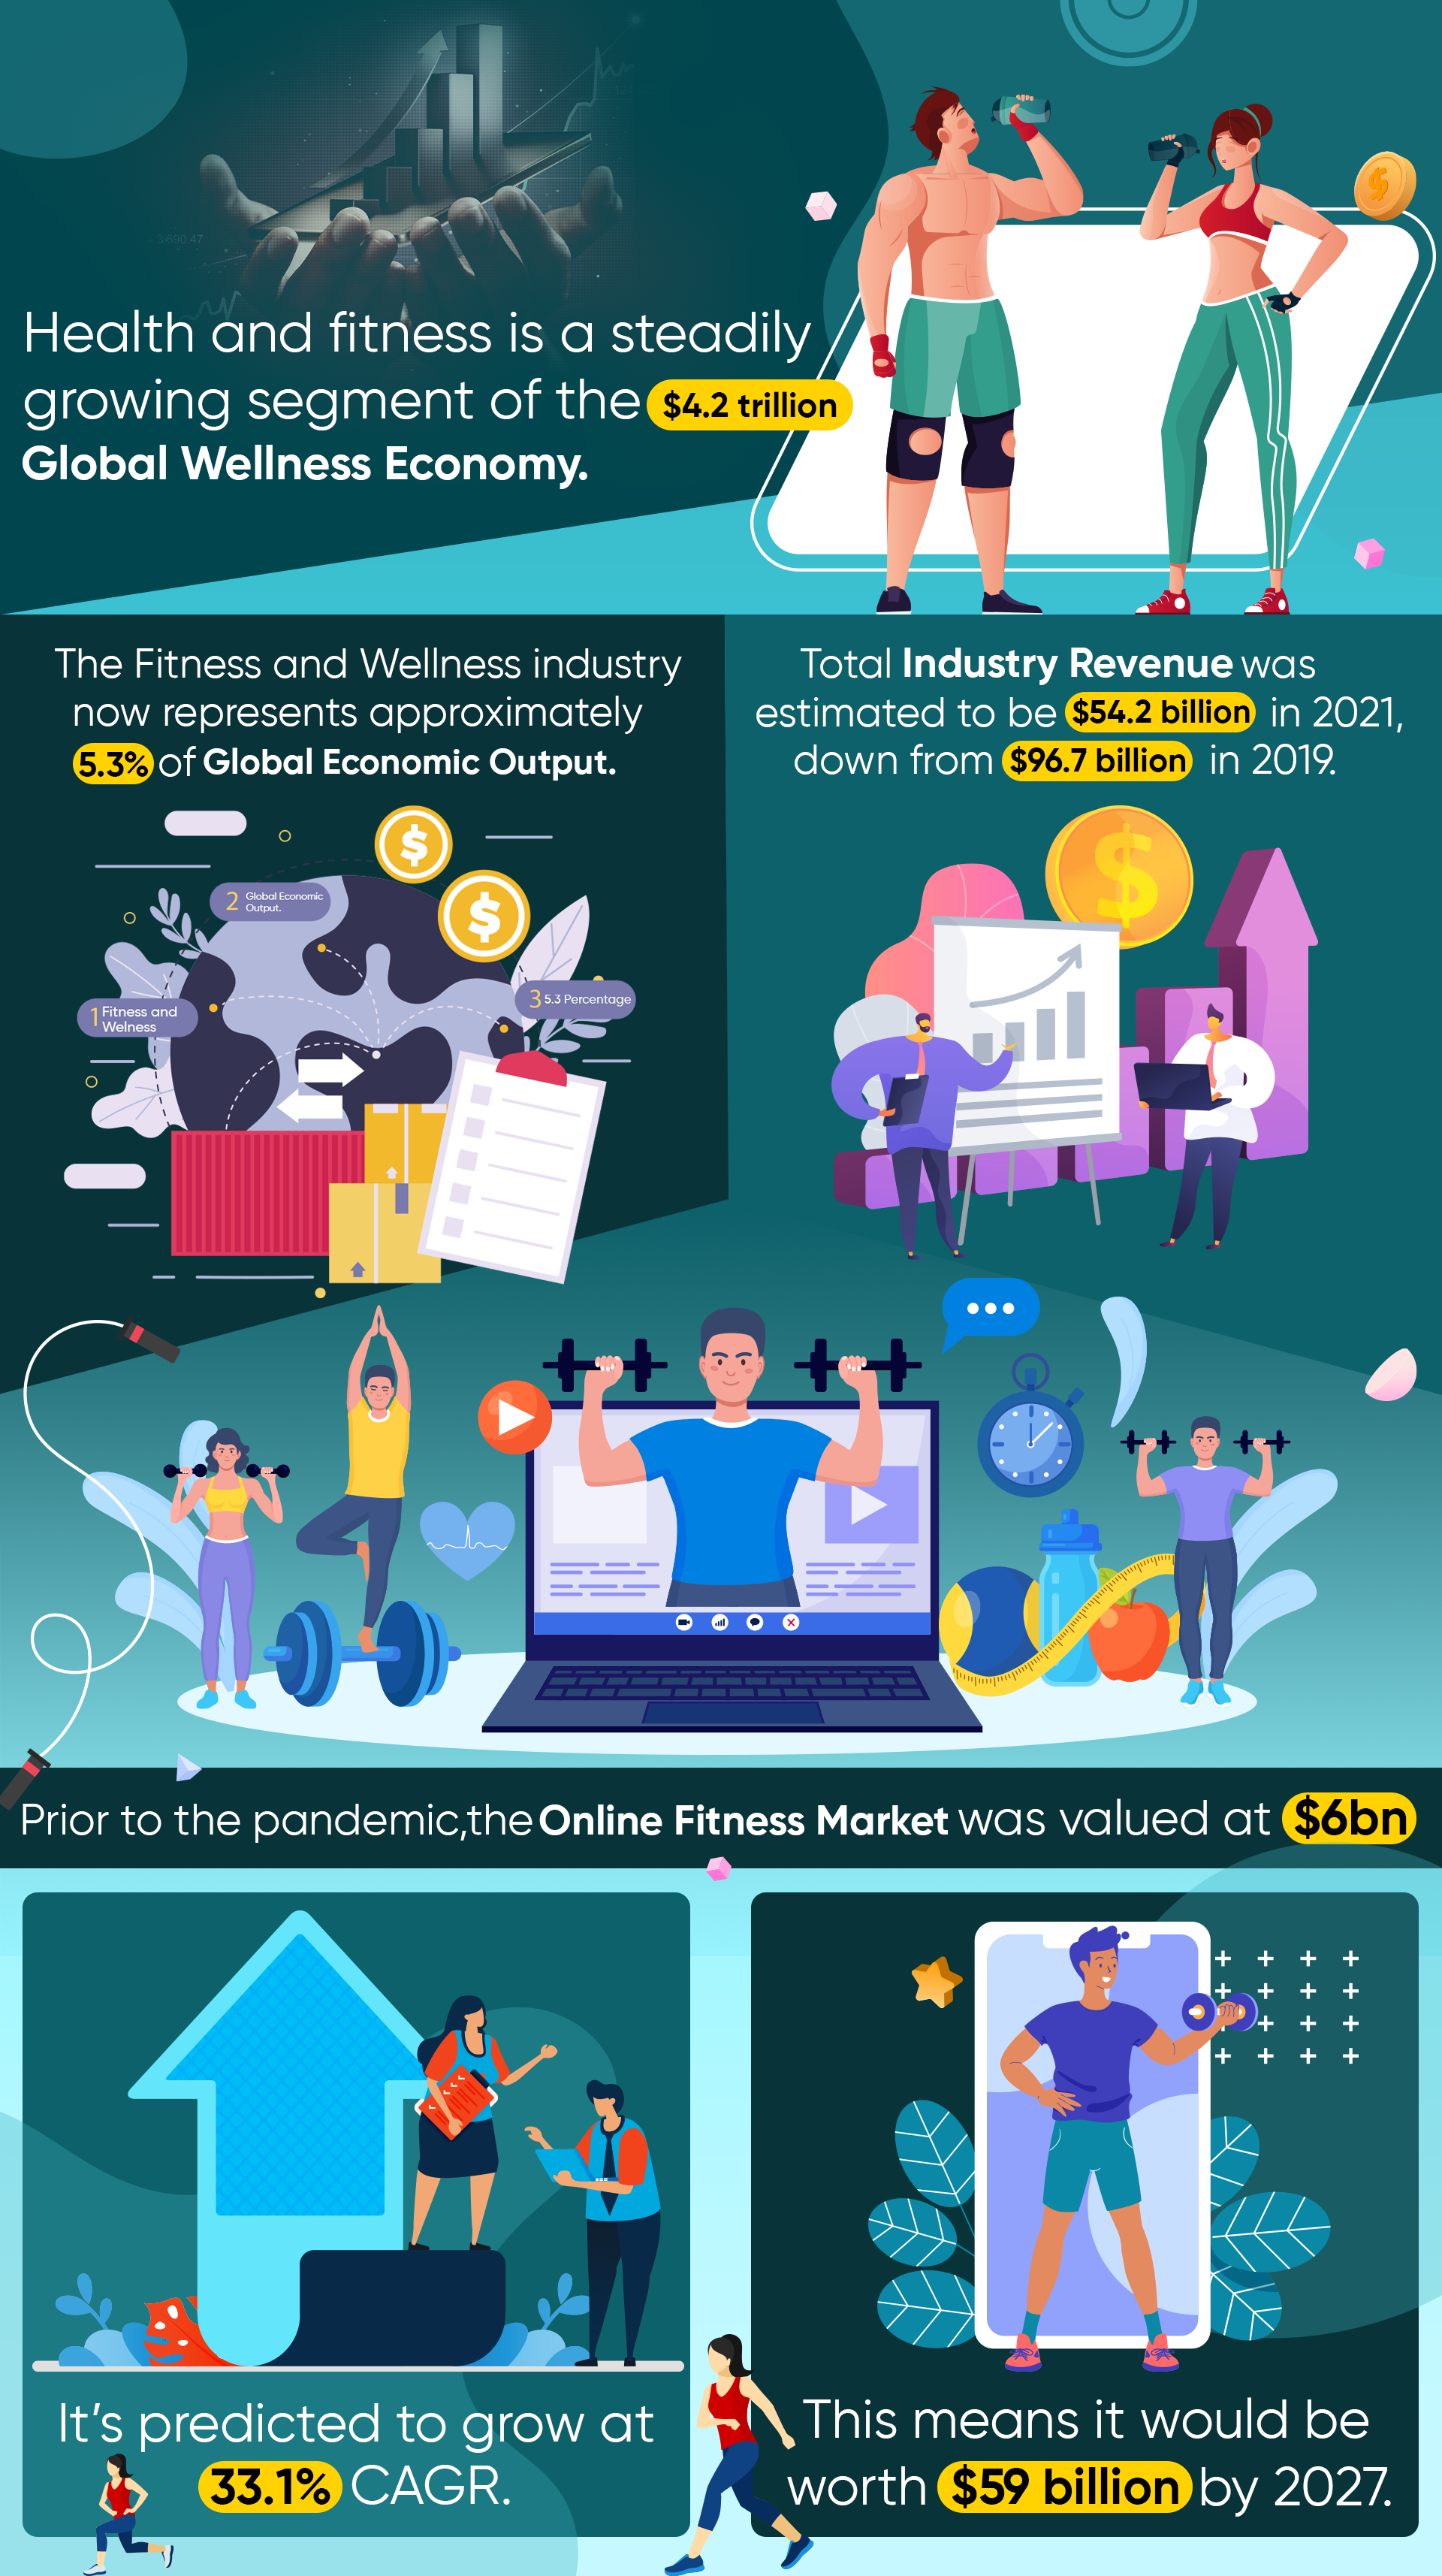 3,690.47
Health and fitness is a steadily
growing segment of the $4.2 trillion
Global Wellness Economy.
The Fitness and Wellness industry
now represents approximately
5.3% of Global Economic Output.
Total Industry Revenue was
estimated to be $54.2 billion in 2021,
down from $96.7 billion in 2019.
2 Global Economic
Output.
3 5.3 Percentage
1 Fitness and
Welness
Prior to the pandemic,the Online Fitness Market was valued at $6bn
It's predicted to grow at
33.1% CAGR.
This means it would be
worth $59 billion by 2027.